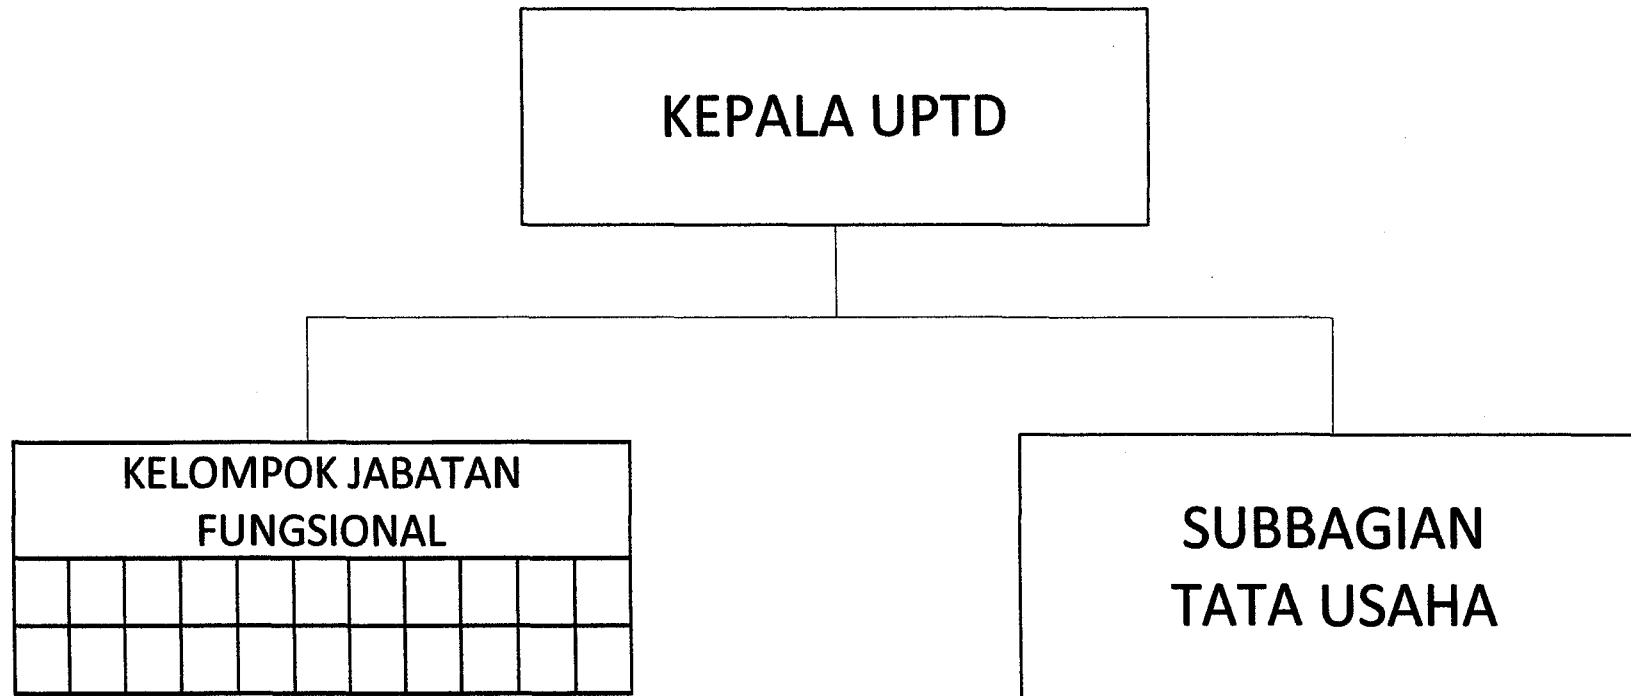 KEPALA UPTD
KELOMPOK JABATAN
FUNGSIONAL
SUBBAGIAN
TATA USAHA